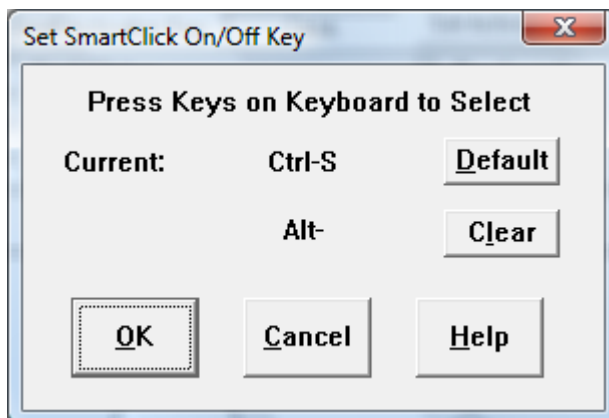 Set SmartClick On/Off Key
Press Keys on Keyboard to Select
Current: Ctrl-S Default
Alt- Clear
OK Cancel Help